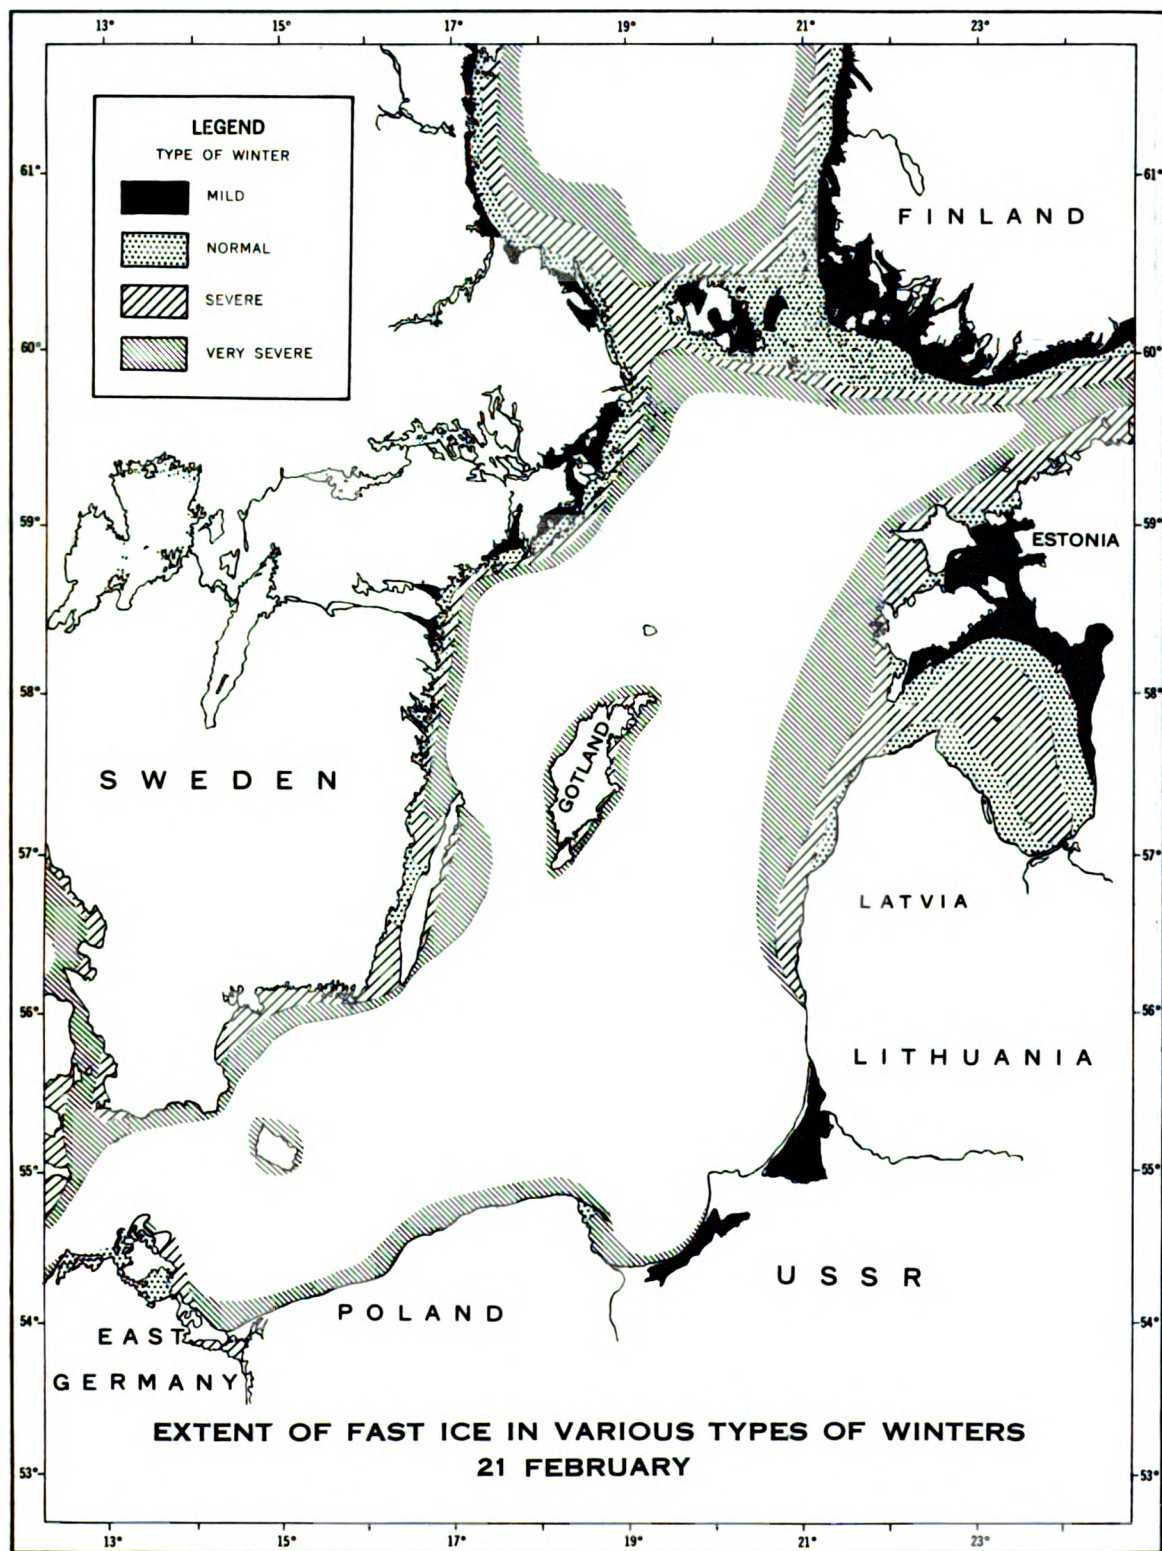 13° 15° 17° 19° 21° 23°
LEGEND
TYPE OF WINTER
MILD
NORMAL
SEVERE
VERY SEVERE
61° 61°
FINLAND
60° 60°
59° 59°
ESTONIA
58° 58°
SWEDEN
GOTLAND
57° 57°
LATVIA
56° 56°
LITHUANIA
55° 55°
USSR
POLAND
54° 54°
EAST
GERMANY
EXTENT OF FAST ICE IN VARIOUS TYPES OF WINTERS
21 FEBRUARY
53° 53°
13° 15° 17° 19° 21° 23°